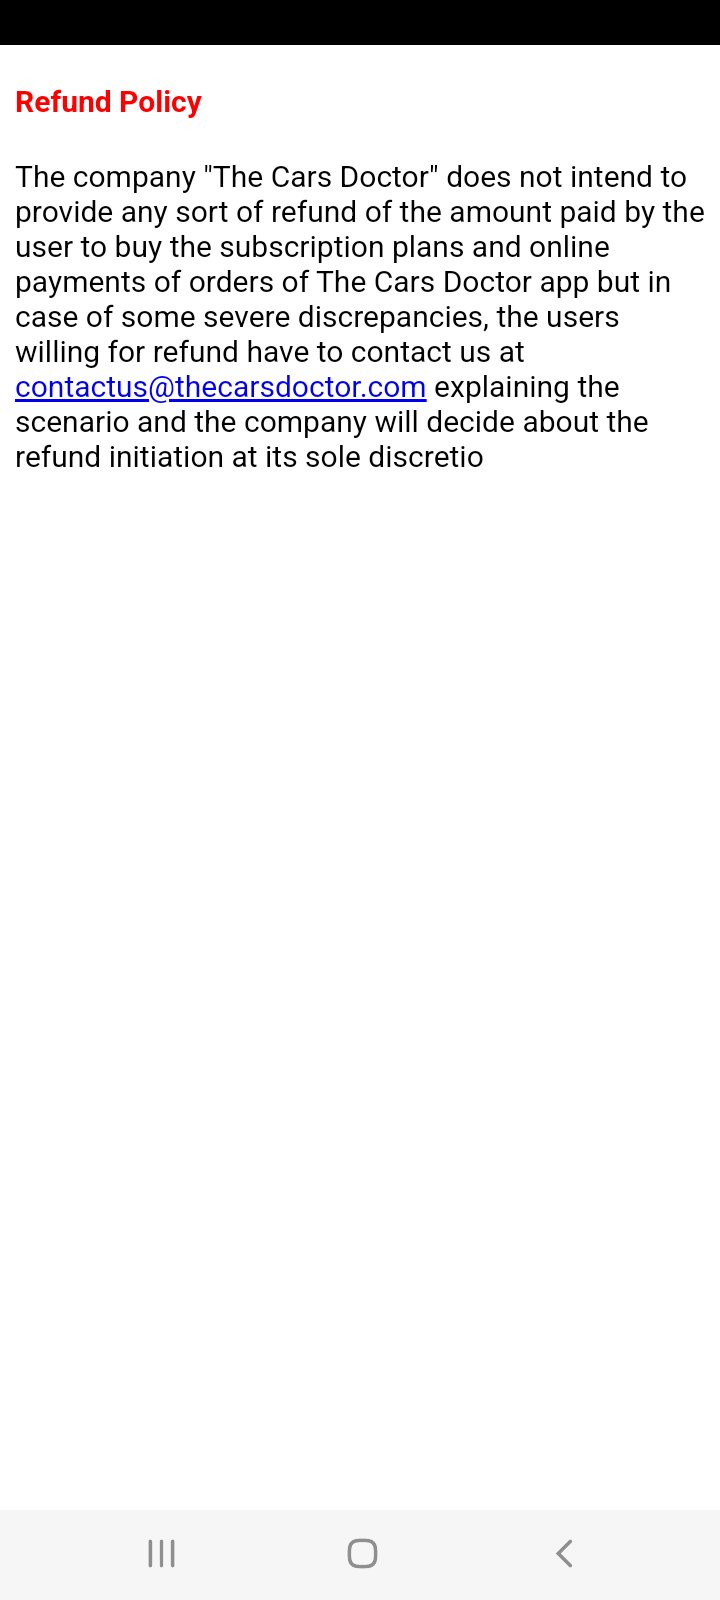 Refund Policy
The company "The Cars Doctor" does not intend to
provide any sort of refund of the amount paid by the
user to buy the subscription plans and online
payments of orders of The Cars Doctor app but in
case of some severe discrepancies, the users
willing for refund have to contact us at
contactus@thecarsdoctor.com explaining the
scenario and the company will decide about the
refund initiation at its sole discretio